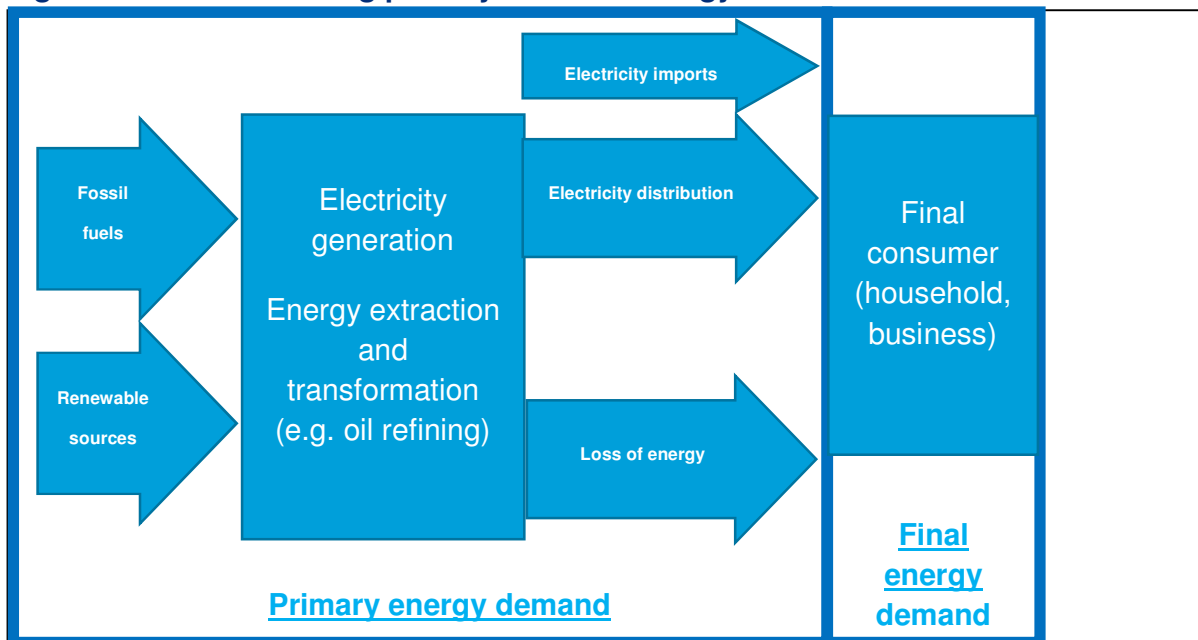 Electricity imports
Fossil
fuels
Electricity
generation
Energy extraction
and
transformation
(e.g. oil refining)
Electricity distribution
Final
consumer
(household,
business)
Renewable
sources
Loss of energy
Primary energy demand
Final
energy
demand